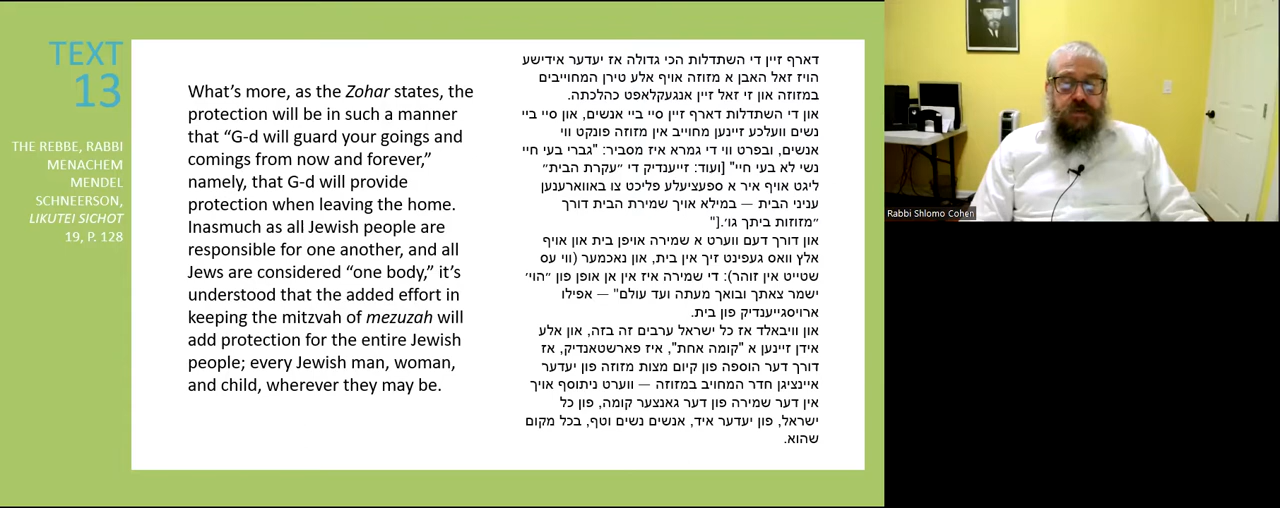 TEXT
13
THE REBBE, RABBI
MENACHEM
MENDEL
SCHNEERSON,
LIKUTEI SICHOT
19, P. 128
What’s more, as the Zohar states, the
protection will be in such a manner
that “G-d will guard your goings and
comings from now and forever,”
namely, that G-d will provide
protection when leaving the home.
Inasmuch as all Jewish people are
responsible for one another, and all
Jews are considered “one body,” it’s
understood that the added effort in
keeping the mitzvah of mezuzah will
add protection for the entire Jewish
people; every Jewish man, woman,
and child, wherever they may be.
דארף זיין די השתדלות הכי גדולה אז יעדער אידישע
הויז זאל האבן א מזוזה אויף אלע טירן המחוייבים
במזוזה און זי זאל זיין אנגעקלאפט כהלכתה.
און די השתדלות דארף זיין סיי ביי אנשים, און סיי ביי
נשים וועלכע זיינען מחוייב אין מזוזה פונקט ווי
אנשים, ובפרט ווי די גמרא איז מסביר: "גברי בעי חיי
נשי לא בעי חיי" [ועוד: זייענדיק די ״עקרת הבית״
ליגט אויף איר א ספעציעלע פליכט צו באווארענען
עניני הבית — במילא אויך שמירת הבית דורך
״מזוזות ביתך גו׳.["
און דורך דעם ווערט א שמירה אויפן בית און אויף
אלץ וואס געפינט זיך אין בית, און נאכמער (ווי עס
שטייט אין זוהר): די שמירה איז אין אן אופן פון ״הוי׳
ישמר צאתך ובואך מעתה ועד עולם" — אפילו
ארויסגייענדיק פון בית.
און וויבאלד אז כל ישראל ערבים זה בזה, און אלע
אידן זיינען א "קומה אחת", איז פארשטאנדיק, אז
דורך דער הוספה פון קיום מצות מזוזה פון יעדער
איינציגן חדר המחויב במזוזה — ווערט ניתוסף אויך
אין דער שמירה פון דער גאנצער קומה, פון כל
ישראל, פון יעדער איד, אנשים נשים וטף, בכל מקום
שהוא.
Rabbi Shlomo Cohen